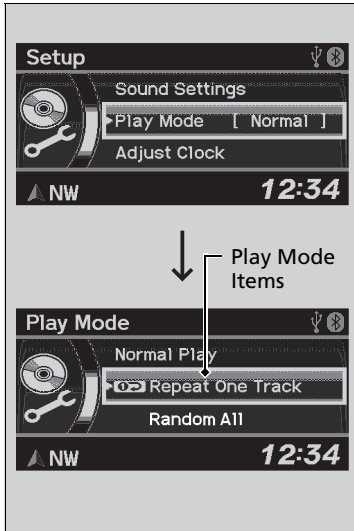 Setup
Sound Settings
Play Mode [ Normal ]
Adjust Clock
NW 12:34
Play Mode
Items
Play Mode
Normal Play
Repeat One Track
Random All
NW 12:34